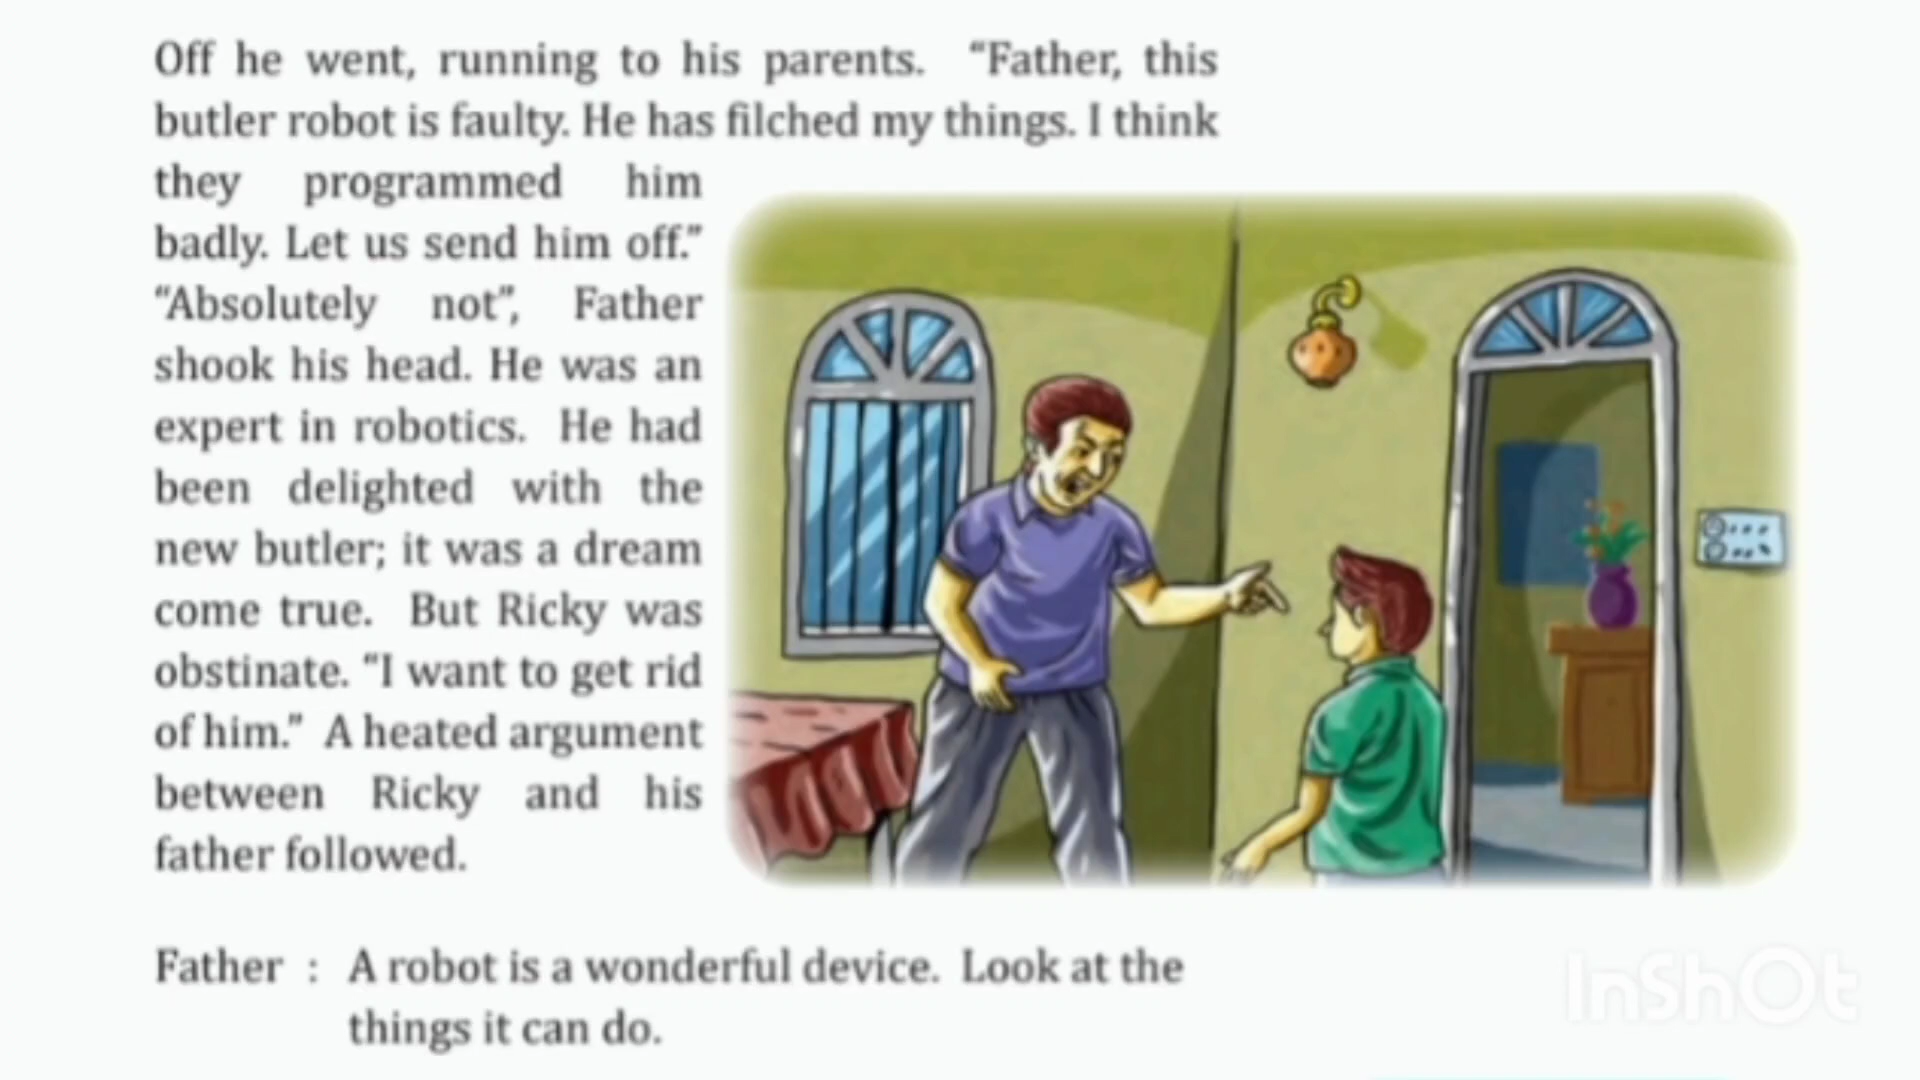 Off he went, running to his parents. “Father, this
butler robot is faulty. He has filched my things. I think
they programmed him
badly. Let us send him off.”
“Absolutely not”, Father
shook his head. He was an
expert in robotics. He had
been delighted with the
new butler; it was a dream
come true. But Ricky was
obstinate. “I want to get rid
of him.” A heated argument
between Ricky and his
father followed.
Father : A robot is a wonderful device. Look at the
things it can do.
InShOt